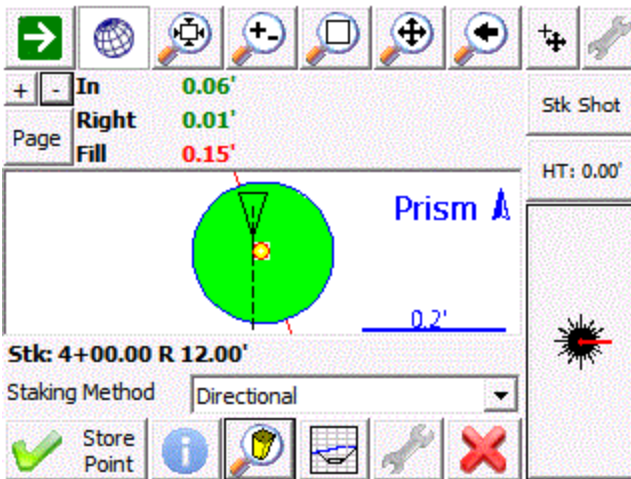 + - In 0.06'
Right 0.01'
Page
Fill 0.15'
Stk Shot
HT: 0.00'
Prism
0.2'
Stk: 4+00.00 R 12.00'
Staking Method Directional
Store
Point